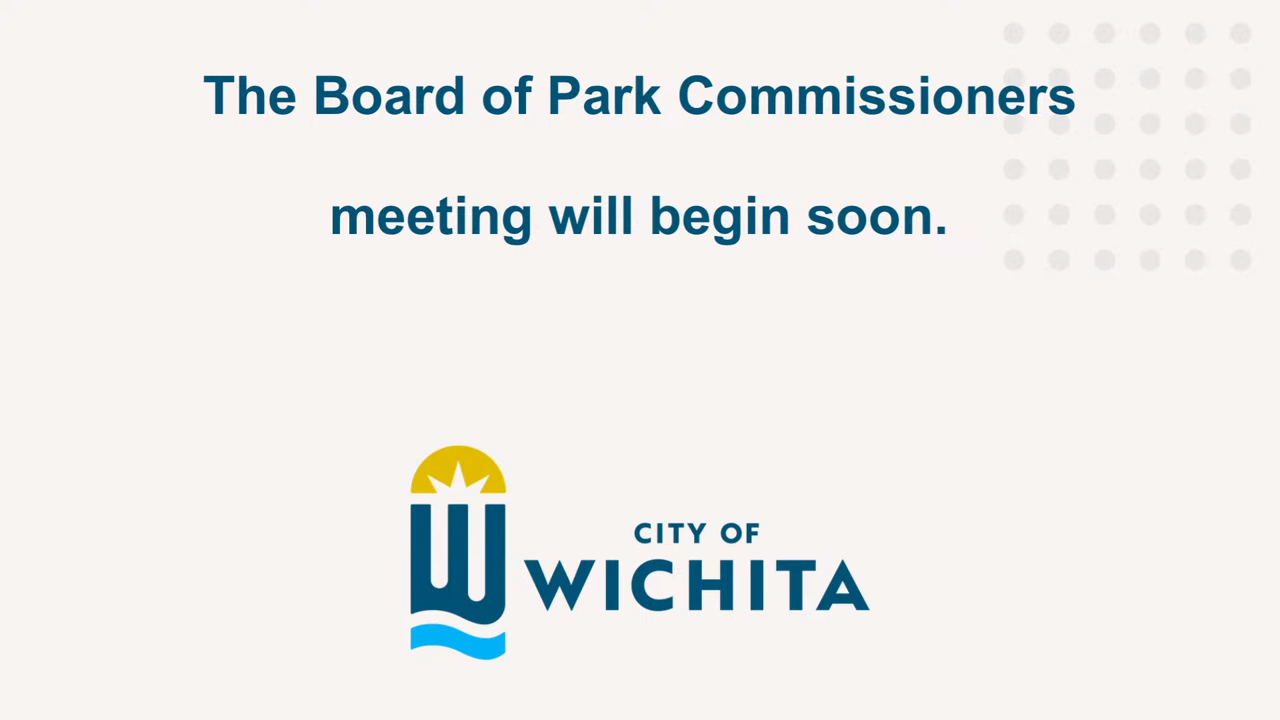 The Board of Park Commissioners
meeting will begin soon.
CITY OF
WICHITA